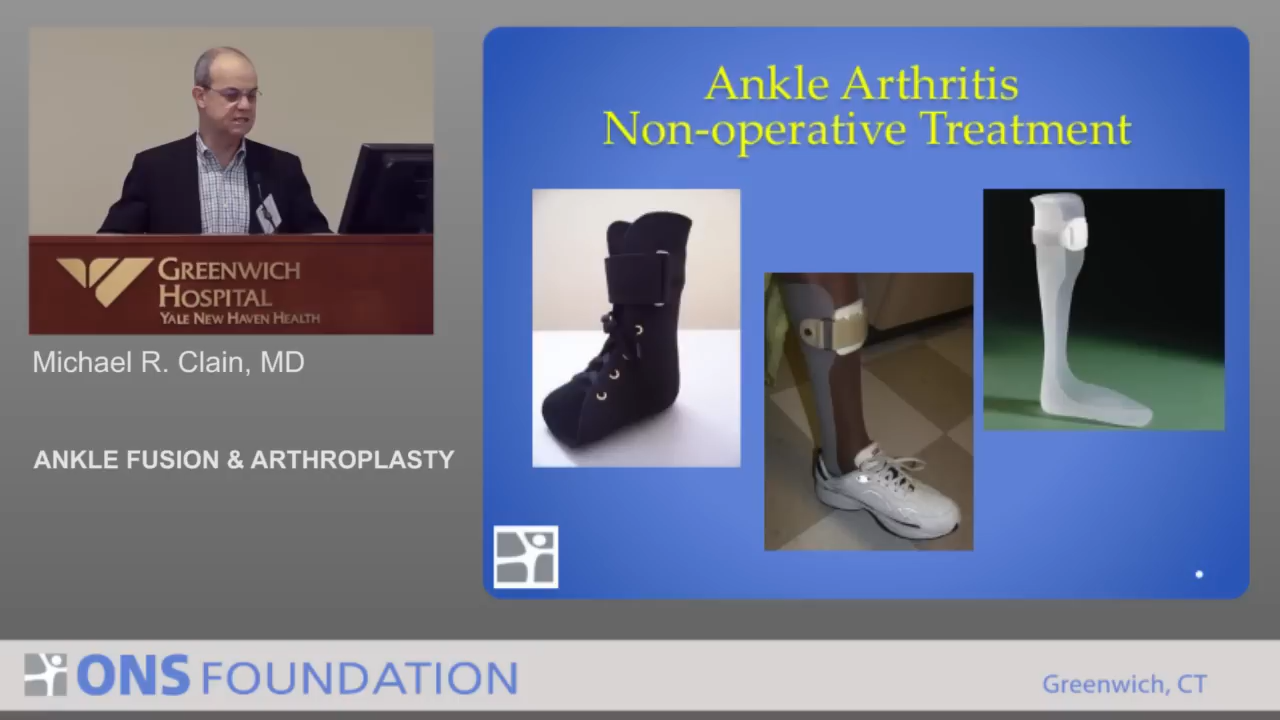 GREENWICH
HOSPITAL
YALE NEW HAVEN HEALTH
Michael R. Clain, MD
ANKLE FUSION & ARTHROPLASTY
Ankle Arthritis
Non-operative Treatment
ONS FOUNDATION
Greenwich, CT